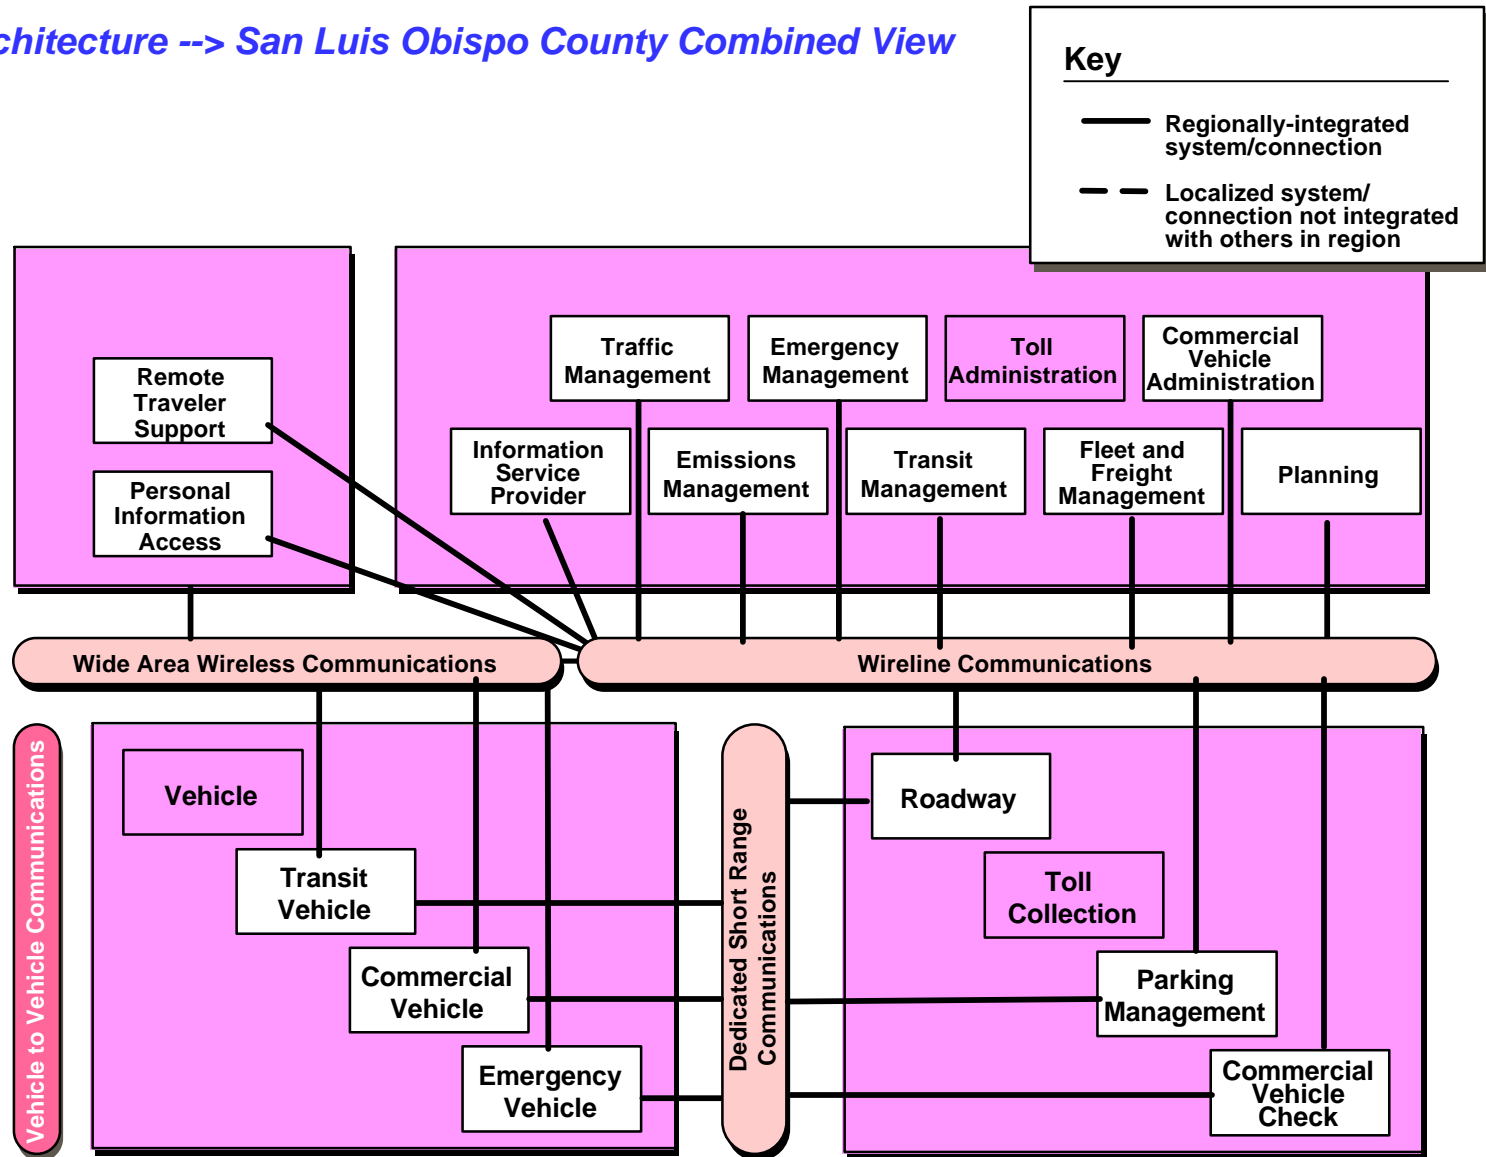 chitecture --> San Luis Obispo County Combined View
Key
Regionally-integrated
system/connection
Localized system/
connection not integrated
with others in region
Remote
Traveler
Support
Personal
Information
Access
Traffic
Management
Emergency
Management
Toll
Administration
Commercial
Vehicle
Administration
Information
Service
Provider
Emissions
Management
Transit
Management
Fleet and
Freight
Management
Planning
Wide Area Wireless Communications
Wireline Communications
Vehicle to Vehicle Communications
Vehicle
Transit
Vehicle
Commercial
Vehicle
Emergency
Vehicle
Dedicated Short Range
Communications
Roadway
Toll
Collection
Parking
Management
Commercial
Vehicle
Check